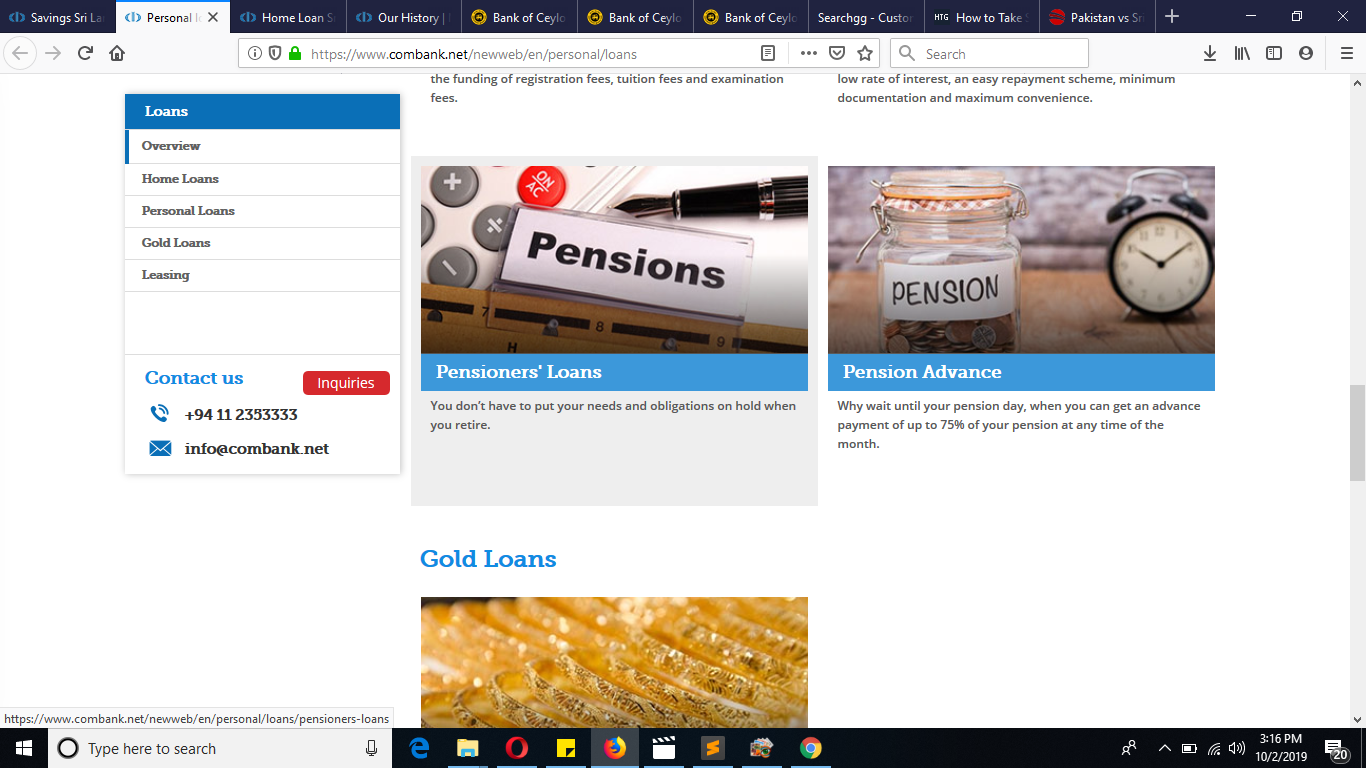 Savings Sri La
Personal lo
Home Loan S
Our History |
Bank of Ceylo
Bank of Ceylo
Bank of Ceylo
Searchgg - Custor
HTG How to Take S
Pakistan vs Sri
https://www.combank.net/newweb/en/personal/loans
Search
the funding of registration fees, tuition fees and examination
fees.
low rate of interest, an easy repayment scheme, minimum
documentation and maximum convenience.
Loans
Overview
Home Loans
Personal Loans
Gold Loans
Leasing
Contact us
Inquiries
+94 11 2353333
info@combank.net
ON
AC
Pensions
7
8
9
H
Pensioners' Loans
You don't have to put your needs and obligations on hold when
you retire.
PENSION
Pension Advance
Why wait until your pension day, when you can get an advance
payment of up to 75% of your pension at any time of the
month.
Gold Loans
https://www.combank.net/newweb/en/personal/loans/pensioners-loans
Type here to search
3:16 PM
10/2/2019
20